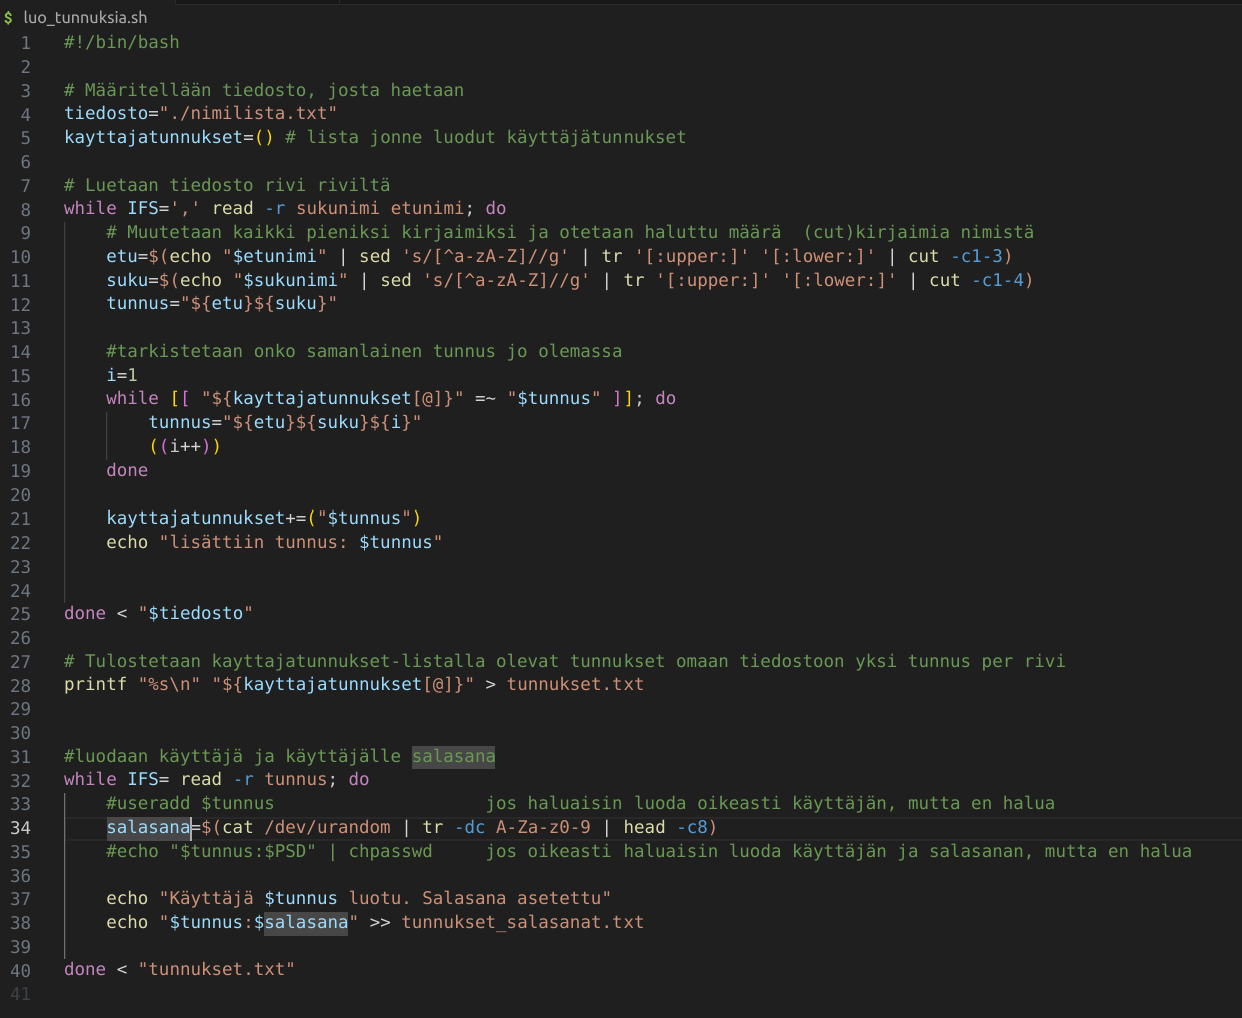 $ luo_tunnuksia.sh
1 #!/bin/bash
2
3 # Määritellään tiedosto, josta haetaan
4 tiedosto="./nimilista.txt"
5 kayttajatunnukset=() # lista jonne luodut käyttäjätunnukset
6
7 # Luetaan tiedosto rivi riviltä
8 while IFS=',' read -r sukunimi etunimi; do
9     # Muutetaan kaikki pieniksi kirjaimiksi ja otetaan haluttu määrä  (cut)kirjaimia nimistä
10     etu=$(echo "$etunimi" | sed 's/[^a-zA-Z]//g' | tr '[:upper:]' '[:lower:]' | cut -c1-3)
11     suku=$(echo "$sukunimi" | sed 's/[^a-zA-Z]//g' | tr '[:upper:]' '[:lower:]' | cut -c1-4)
12     tunnus="${etu}${suku}"
13
14     #tarkistetaan onko samanlainen tunnus jo olemassa
15     i=1
16     while [[ "${kayttajatunnukset[@]}" =~ "$tunnus" ]]; do
17         tunnus="${etu}${suku}${i}"
18         ((i++))
19     done
20
21     kayttajatunnukset+=("$tunnus")
22     echo "lisättiin tunnus: $tunnus"
23
24
25 done < "$tiedosto"
26
27 # Tulostetaan kayttajatunnukset-listalla olevat tunnukset omaan tiedostoon yksi tunnus per rivi
28 printf "%s\n" "${kayttajatunnukset[@]}" > tunnukset.txt
29
30
31 #luodaan käyttäjä ja käyttäjälle salasana
32 while IFS= read -r tunnus; do
33     #useradd $tunnus                    jos haluaisin luoda oikeasti käyttäjän, mutta en halua
34     salasana=$(cat /dev/urandom | tr -dc A-Za-z0-9 | head -c8)
35     #echo "$tunnus:$PSD" | chpasswd     jos oikeasti haluaisin luoda käyttäjän ja salasanan, mutta en halua
36
37     echo "Käyttäjä $tunnus luotu. Salasana asetettu"
38     echo "$tunnus:$salasana" >> tunnukset_salasanat.txt
39
40 done < "tunnukset.txt"
41